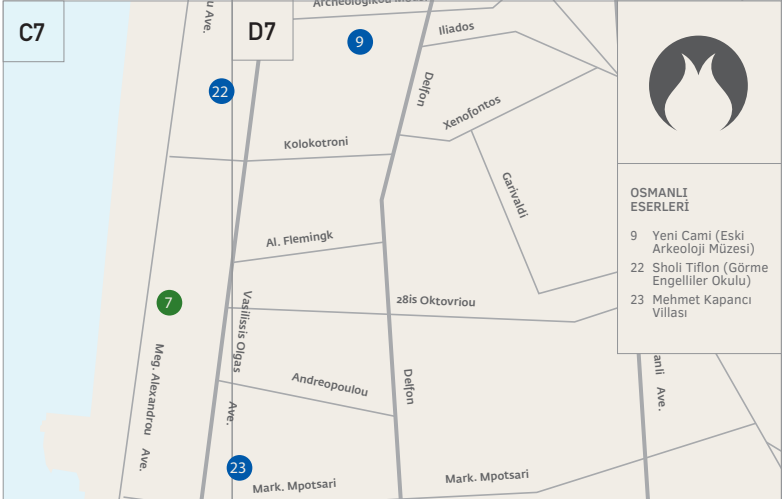 C7
u Ave.
D7
9
Iliados
22
Delfon
Xenofontos
Kolokotroni
Garivaldi
Al. Flemingk
7
Vasilissis Olgas Ave.
28is Oktovriou
Meg. Alexandrou Ave.
Andreopoulou
Delfon
anli Ave.
23
Mark. Mpotsari
Mark. Mpotsari
OSMANLI
ESERLERİ
9 Yeni Cami (Eski
Arkeoloji Müzesi)
22 Sholi Tiflon (Görme
Engelliler Okulu)
23 Mehmet Kapancı
Villası